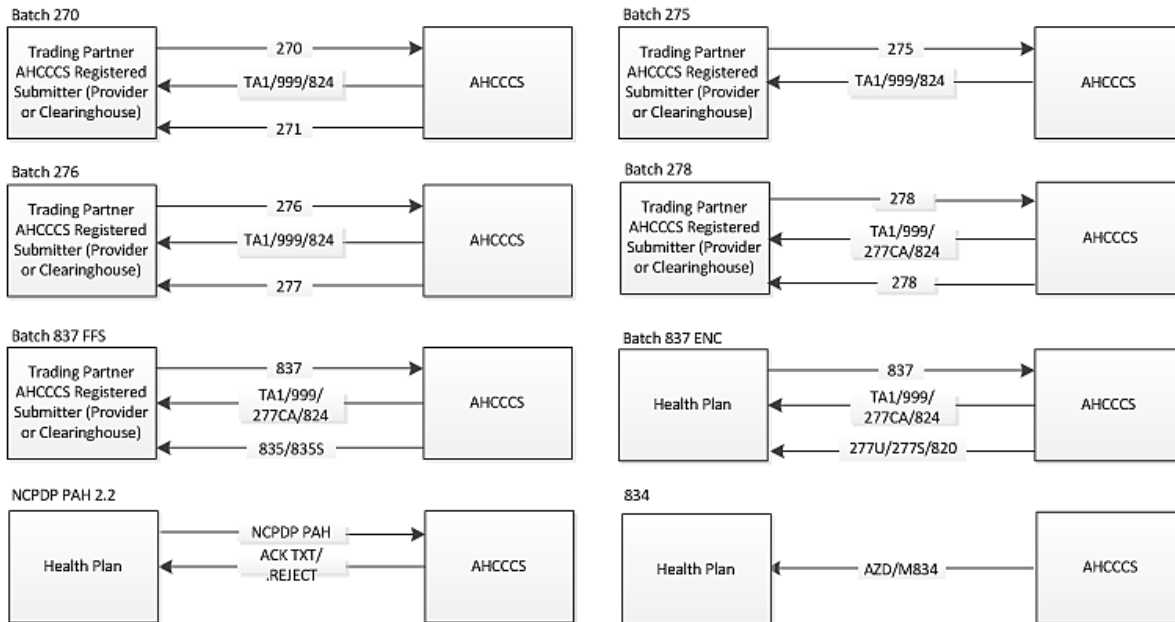 Batch 270
Trading Partner
AHCCCS Registered
Submitter (Provider
or Clearinghouse)
270
TA1/999/824
271
AHCCCS
Batch 275
Trading Partner
AHCCCS Registered
Submitter (Provider
or Clearinghouse)
275
TA1/999/824
AHCCCS
Batch 276
Trading Partner
AHCCCS Registered
Submitter (Provider
or Clearinghouse)
276
TA1/999/824
277
AHCCCS
Batch 278
Trading Partner
AHCCCS Registered
Submitter (Provider
or Clearinghouse)
278
TA1/999/
277CA/824
278
AHCCCS
Batch 837 FFS
Trading Partner
AHCCCS Registered
Submitter (Provider
or Clearinghouse)
837
TA1/999/
277CA/824
835/835S
AHCCCS
Batch 837 ENC
Health Plan
837
TA1/999/
277CA/824
277U/277S/820
AHCCCS
NCPDP PAH 2.2
Health Plan
NCPDP PAH
ACK TXT/
.REJECT
AHCCCS
834
Health Plan
AZD/M834
AHCCCS